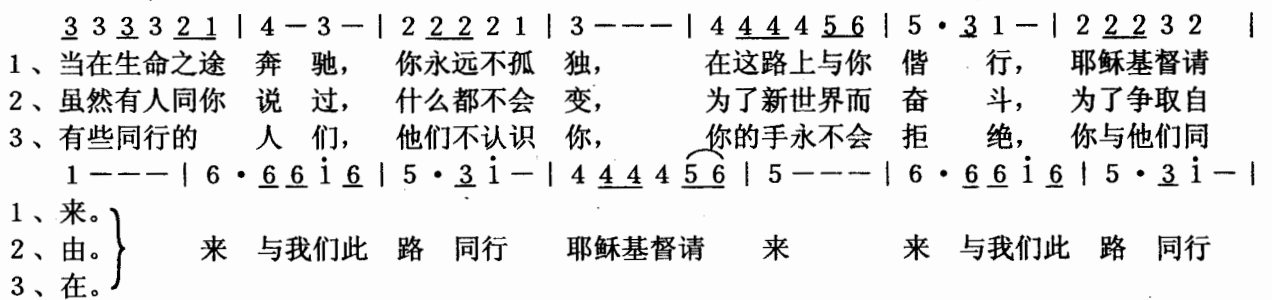 3 3 3 3 2 1 | 4 – 3 – | 2 2 2 2 1 | 3 – – – | 4 4 4 4 5 6 | 5 · 3 1 – | 2 2 2 3 2 |
1、当在生命之途 奔 驰， 你永远不孤 独， 在这路上与你 偕 行， 耶稣基督请
2、虽然有人同你 说 过， 什么都不会 变， 为了新世界而 奋 斗， 为了争取自
3、有些同行的 人 们， 他们不认识 你， 你的手永不会 拒 绝， 你与他们同
1 – – – | 6 · 6 6 i 6 | 5 · 3 i – | 4 4 4 4 5 6 | 5 – – – | 6 · 6 6 i 6 | 5 · 3 i – |
1、来。
2、由。 来 与我们此 路 同行 耶稣基督请 来 来 与我们此 路 同行
3、在。